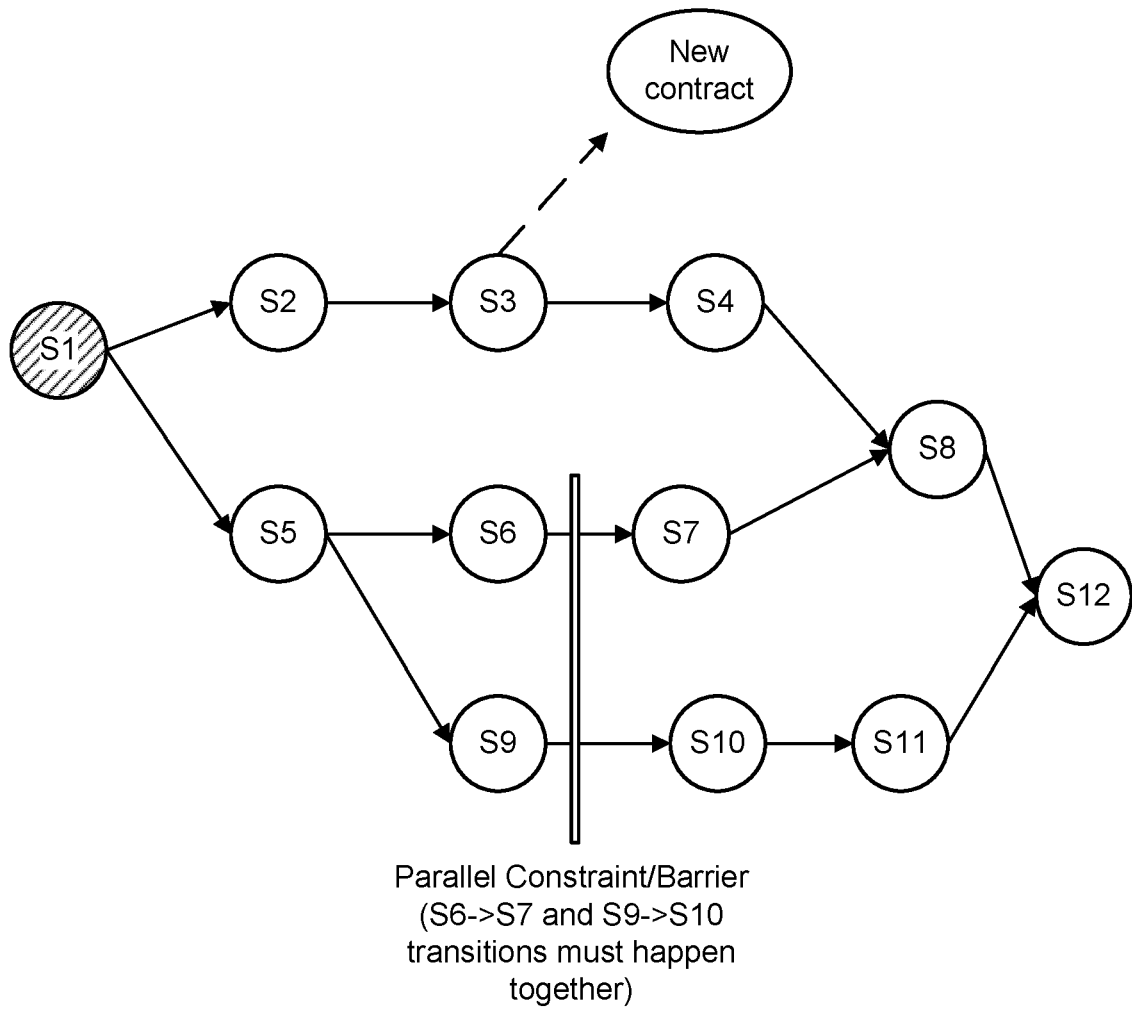 New
contract
S2
S3
S4
S1
S8
S5
S6
S7
S12
S9
S10
S11
Parallel Constraint/Barrier
(S6->S7 and S9->S10
transitions must happen
together)